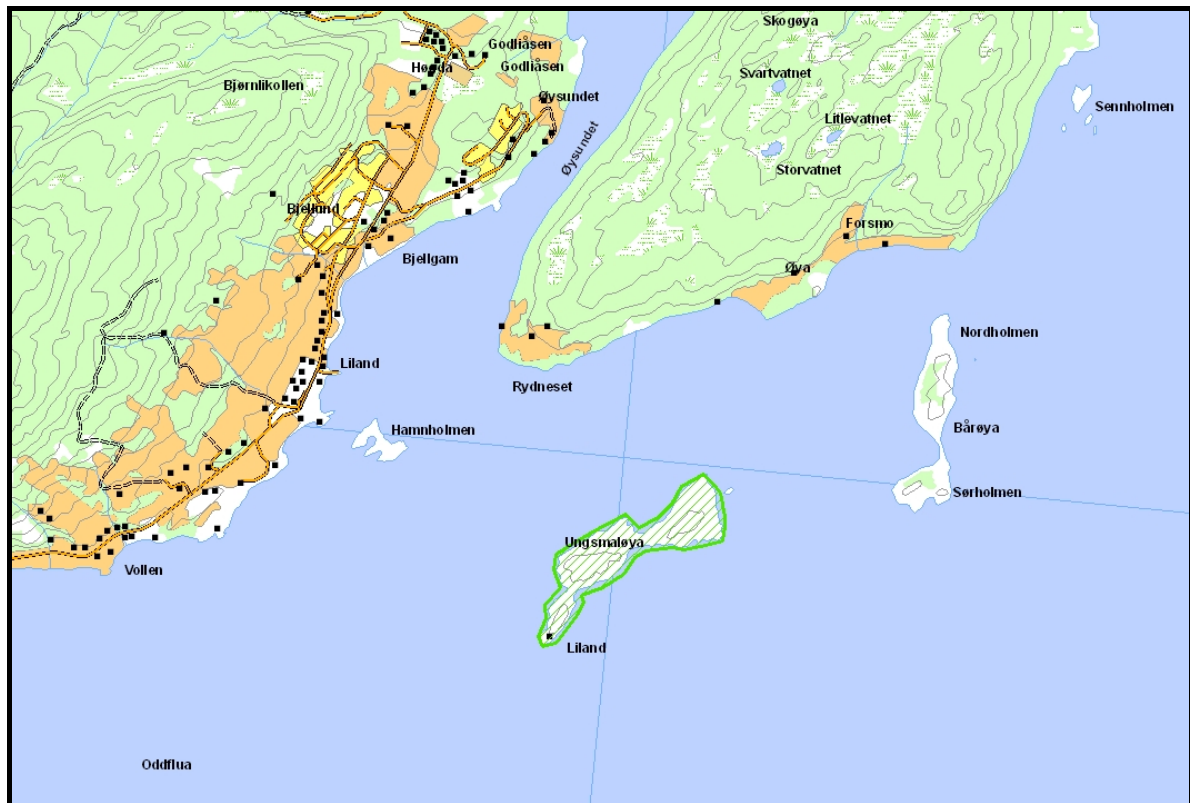 Skogøya
Godliåsen
Høgda
Godliåsen
Svartvatnet
Bjørnlikollen
Øysundet
Sennholmen
Litlevatnet
Øysundet
Storvatnet
Bjellund
Forsmo
Bjellgam
Øya
Nordholmen
Liland
Rydneset
Hamnholmen
Bårøya
Sørholmen
Ungsmaløya
Vollen
Liland
Oddflua